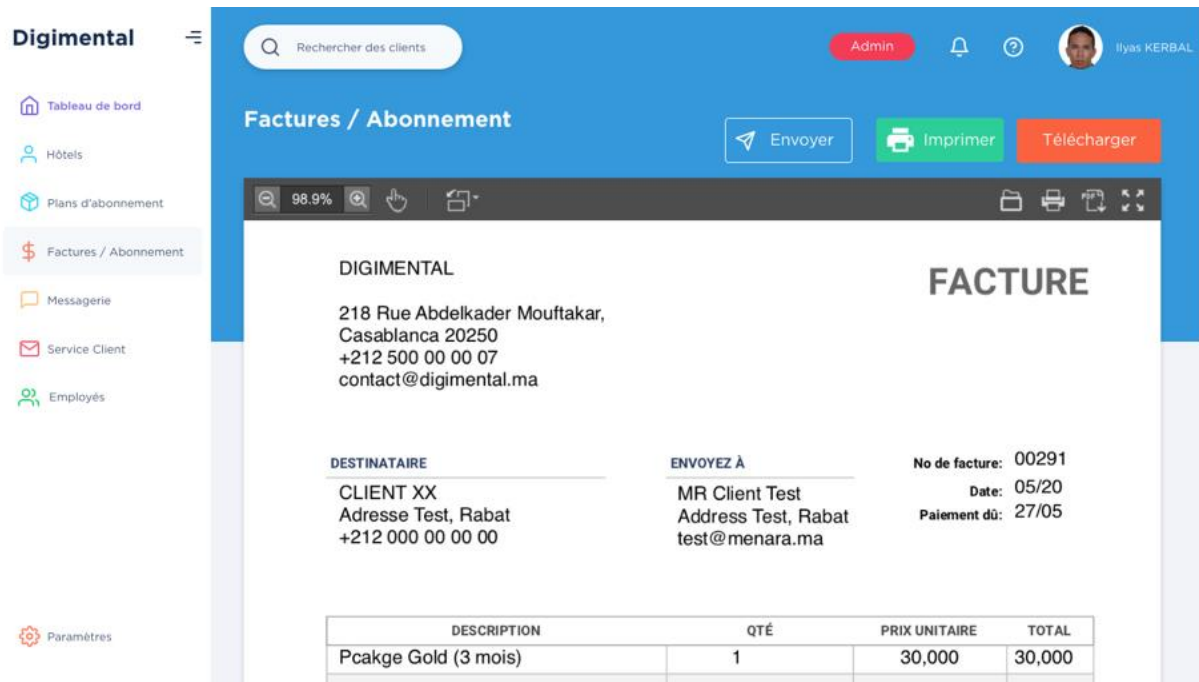 Digimental
Rechercher des clients
Admin
Ilyas KERBAL
Tableau de bord
Hôtels
Plans d'abonnement
Factures / Abonnement
Messagerie
Service Client
Employés
Paramètres
Factures / Abonnement
Envoyer
Imprimer
Télécharger
98.9%
DIGIMENTAL
FACTURE
218 Rue Abdelkader Mouftakar,
Casablanca 20250
+212 500 00 00 07
contact@digimental.ma
DESTINATAIRE
CLIENT XX
Adresse Test, Rabat
+212 000 00 00 00
ENVOYEZ À
MR Client Test
Address Test, Rabat
test@menara.ma
No de facture: 00291
Date: 05/20
Paiement dû: 27/05
DESCRIPTION QTÉ PRIX UNITAIRE TOTAL
Pcakge Gold (3 mois) 1 30,000 30,000